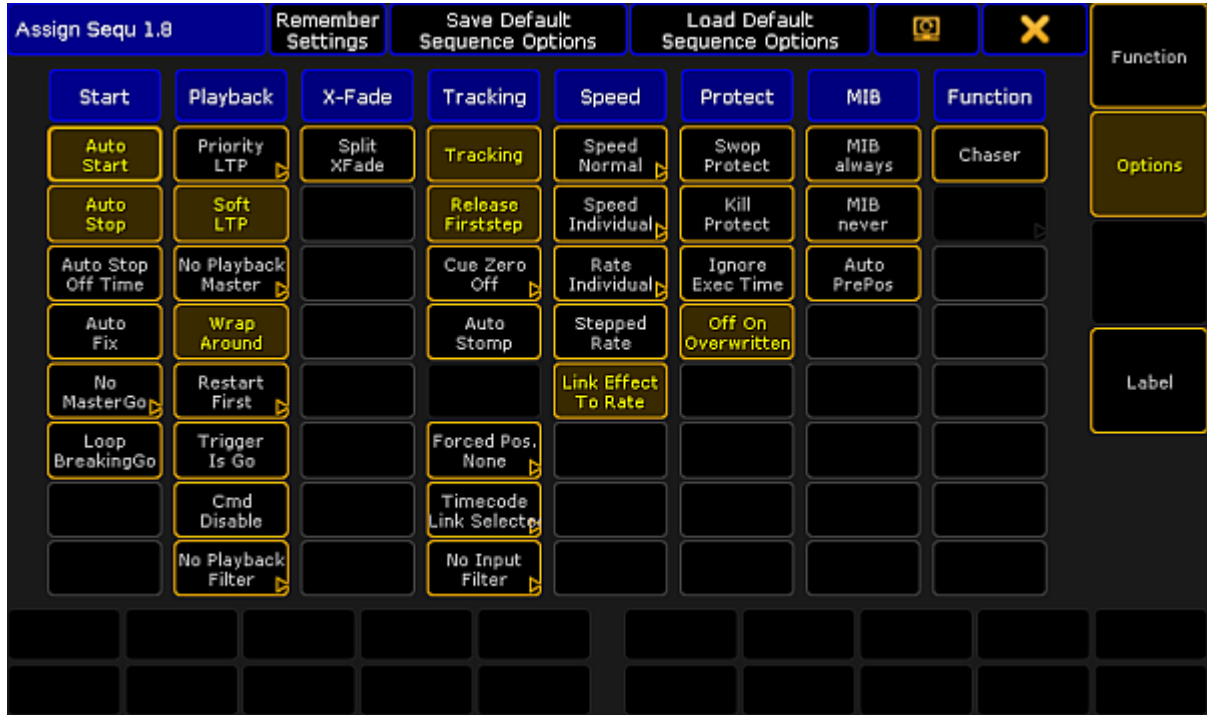 Assign Sequ 1.8
Remember
Settings
Save Default
Sequence Options
Load Default
Sequence Options
Function
Start
Playback
X-Fade
Tracking
Speed
Protect
MIB
Function
Auto
Start
Priority
LTP
Split
XFade
Tracking
Speed
Normal
Swop
Protect
MIB
always
Chaser
Options
Auto
Stop
Soft
LTP
Release
Firststep
Speed
Individual
Kill
Protect
MIB
never
Auto Stop
Off Time
No Playback
Master
Cue Zero
Off
Rate
Individual
Ignore
Exec Time
Auto
PrePos
Auto
Fix
Wrap
Around
Auto
Stomp
Stepped
Rate
Off On
Overwritten
No
MasterGo
Restart
First
Link Effect
To Rate
Label
Loop
BreakingGo
Trigger
Is Go
Forced Pos.
None
Cmd
Disable
Timecode
Link
No Playback
Filter
No Input
Filter